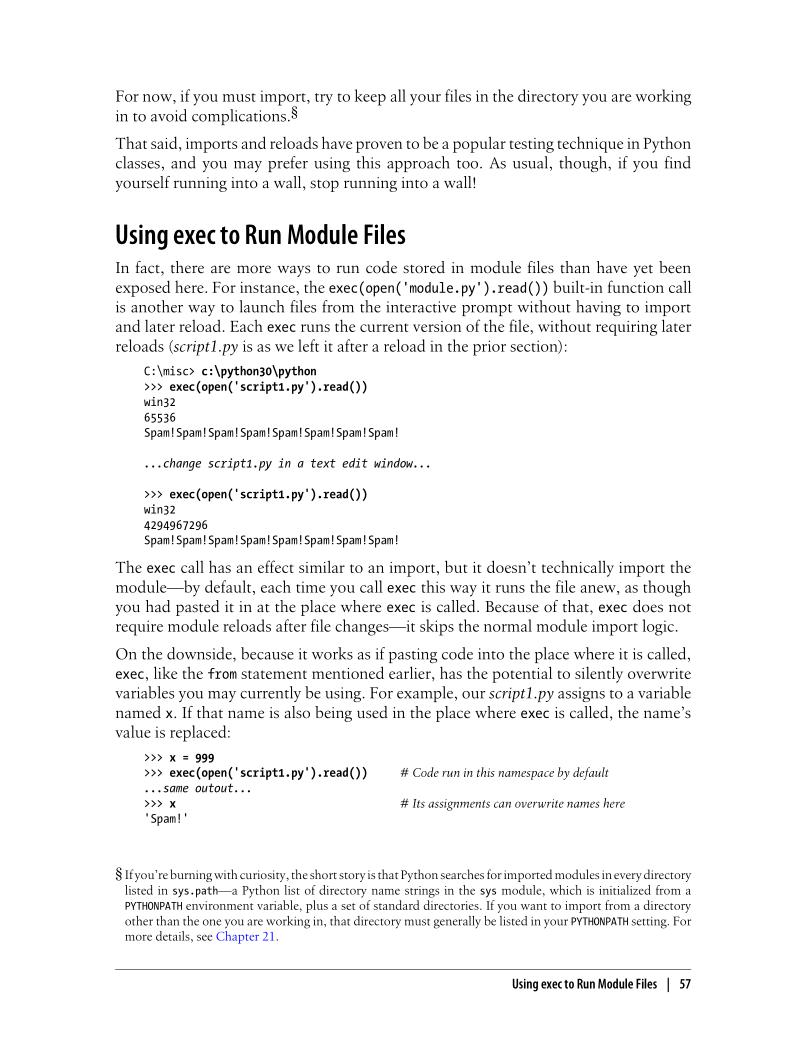 For now, if you must import, try to keep all your files in the directory you are working
in to avoid complications.§
That said, imports and reloads have proven to be a popular testing technique in Python
classes, and you may prefer using this approach too. As usual, though, if you find
yourself running into a wall, stop running into a wall!
Using exec to Run Module Files
In fact, there are more ways to run code stored in module files than have yet been
exposed here. For instance, the exec(open('module.py').read()) built-in function call
is another way to launch files from the interactive prompt without having to import
and later reload. Each exec runs the current version of the file, without requiring later
reloads (script1.py is as we left it after a reload in the prior section):
C:\misc> c:\python30\python
>>> exec(open('script1.py').read())
win32
65536
Spam!Spam!Spam!Spam!Spam!Spam!Spam!Spam!
...change script1.py in a text edit window...
>>> exec(open('script1.py').read())
win32
4294967296
Spam!Spam!Spam!Spam!Spam!Spam!Spam!Spam!
The exec call has an effect similar to an import, but it doesn’t technically import the
module—by default, each time you call exec this way it runs the file anew, as though
you had pasted it in at the place where exec is called. Because of that, exec does not
require module reloads after file changes—it skips the normal module import logic.
On the downside, because it works as if pasting code into the place where it is called,
exec, like the from statement mentioned earlier, has the potential to silently overwrite
variables you may currently be using. For example, our script1.py assigns to a variable
named x. If that name is also being used in the place where exec is called, the name’s
value is replaced:
>>> x = 999
>>> exec(open('script1.py').read()) # Code run in this namespace by default
...same outout...
>>> x # Its assignments can overwrite names here
'Spam!'
§ If you’re burning with curiosity, the short story is that Python searches for imported modules in every directory
listed in sys.path—a Python list of directory name strings in the sys module, which is initialized from a
PYTHONPATH environment variable, plus a set of standard directories. If you want to import from a directory
other than the one you are working in, that directory must generally be listed in your PYTHONPATH setting. For
more details, see Chapter 21.
Using exec to Run Module Files | 57